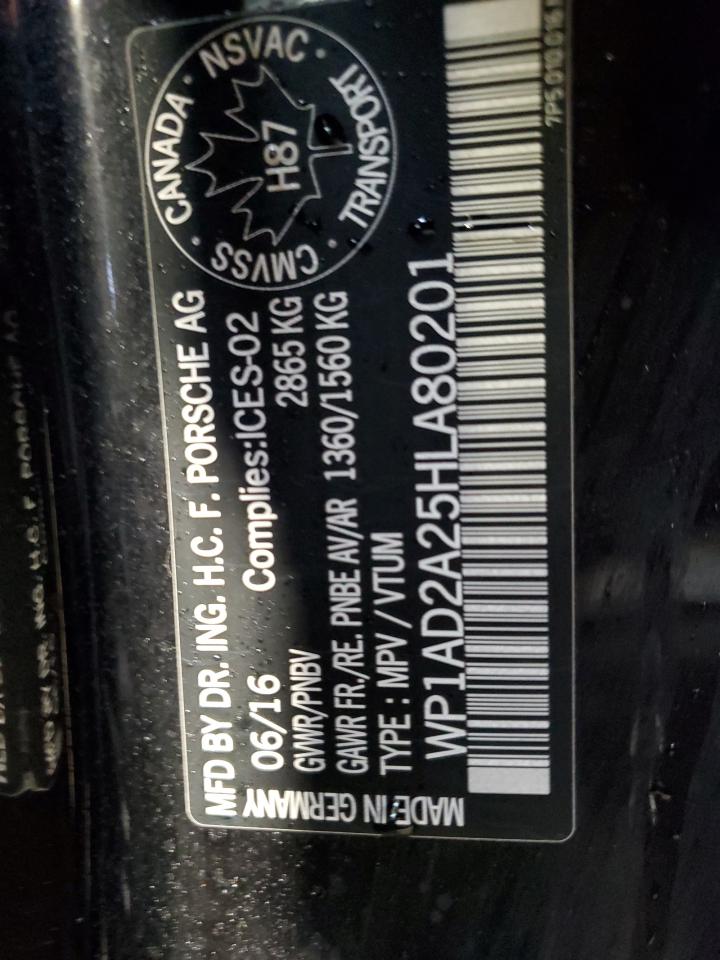 MFD BY DR. ING. H.C. F. PORSCHE AG
06/16 Complies:ICES-02
GVWR/PNBV 2865 KG
GAWR FR./RE. PNBE AV/AR 1360/1560 KG
TYPE : MPV / VTUM
WP1AD2A25HLA80201
MADE IN GERMANY
CANADA · NSVAC · TRANSPORT · CMVSS ·
H87